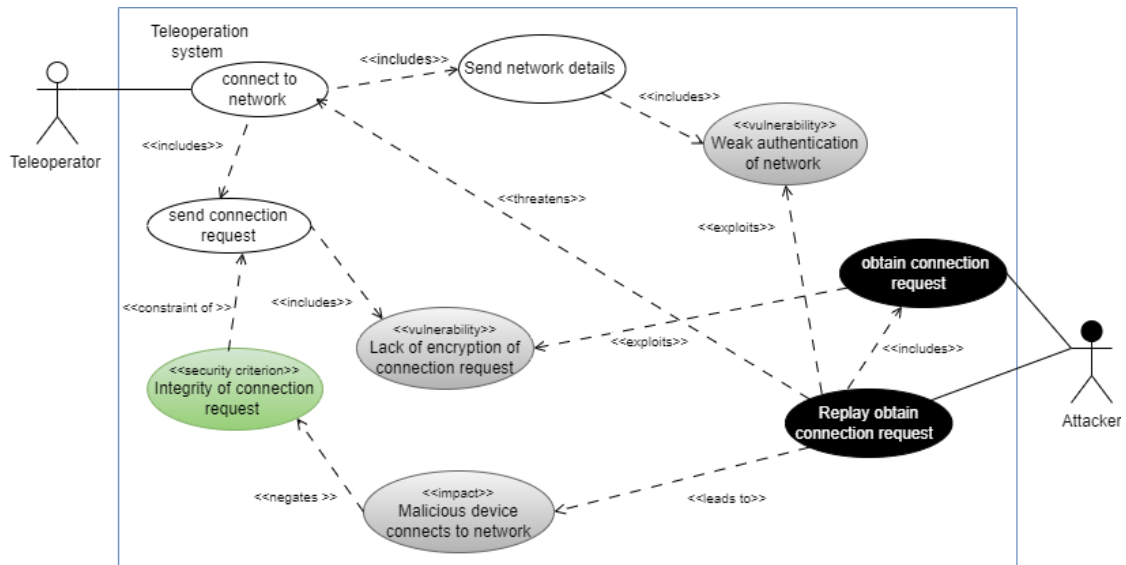 Teleoperation
system
connect to
network
<<includes>>
Send network details
<<includes>>
<<vulnerability>>
Weak authentication
of network
Teleoperator
<<includes>>
<<threatens>>
send connection
request
<<exploits>>
obtain connection
request
<<constraint of >>
<<includes>>
<<vulnerability>>
Lack of encryption of
connection request
<<exploits>>
<<includes>>
<<security criterion>>
Integrity of connection
request
Replay obtain
connection request
Attacker
<<negates >>
<<impact>>
Malicious device
connects to network
<<leads to>>